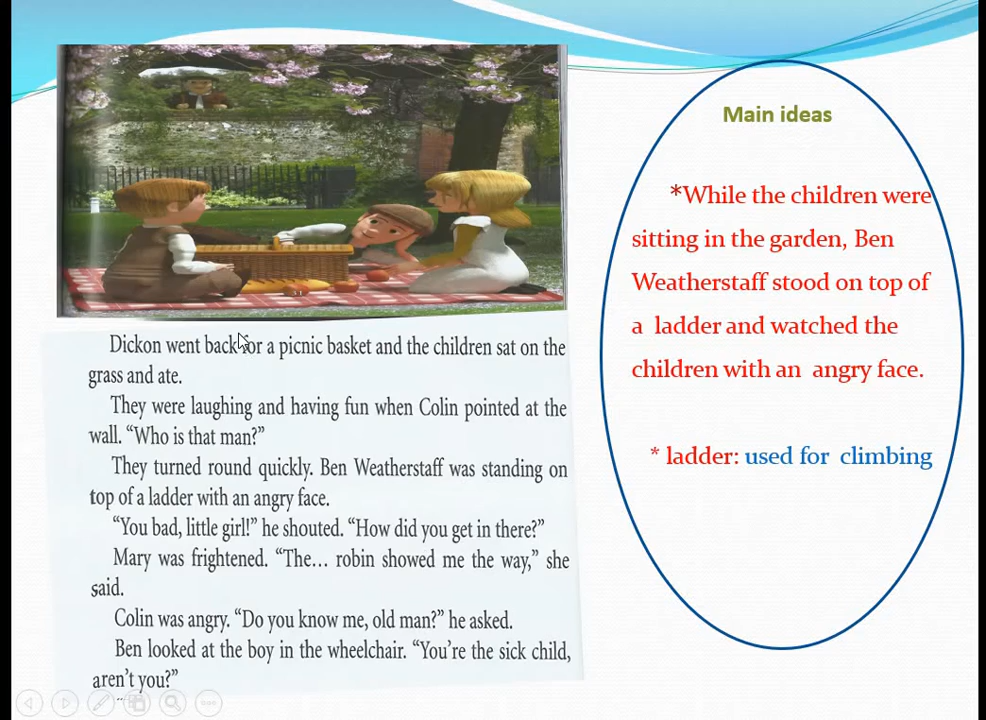 Dickon went back for a picnic basket and the children sat on the
grass and ate.
They were laughing and having fun when Colin pointed at the
wall. “Who is that man?”
They turned round quickly. Ben Weatherstaff was standing on
top of a ladder with an angry face.
“You bad, little girl!” he shouted. “How did you get in there?”
Mary was frightened. “The... robin showed me the way,” she
said.
Colin was angry. “Do you know me, old man?” he asked.
Ben looked at the boy in the wheelchair. “You’re the sick child,
aren’t you?”
Main ideas
*While the children were
sitting in the garden, Ben
Weatherstaff stood on top of
a ladder and watched the
children with an angry face.
* ladder: used for climbing